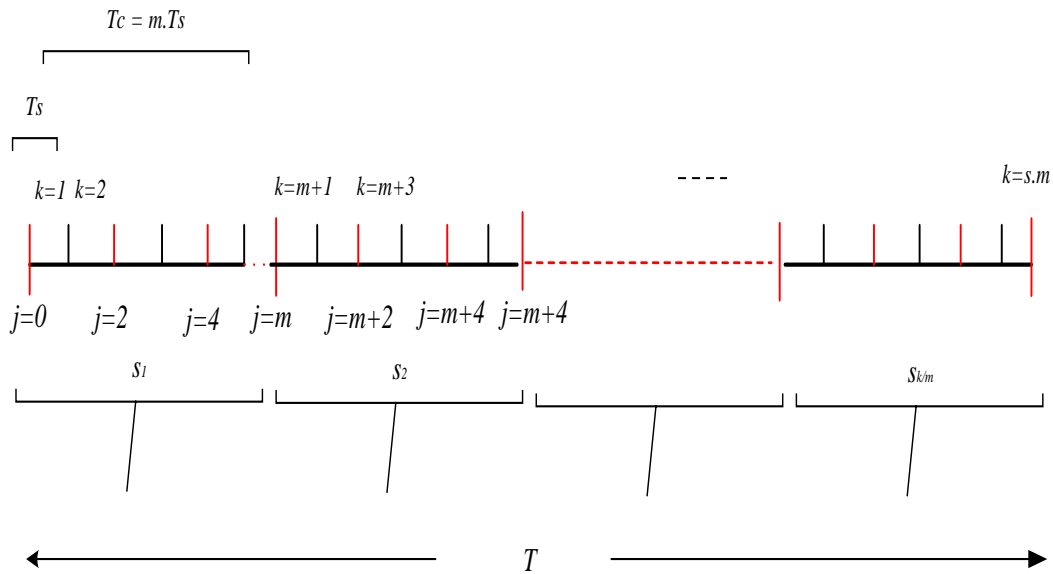 Tc = m.Ts
Ts
k=1 k=2 k=m+1 k=m+3 k=s.m
j=0 j=2 j=4 j=m j=m+2 j=m+4 j=m+4
s1 s2 sk/m
T